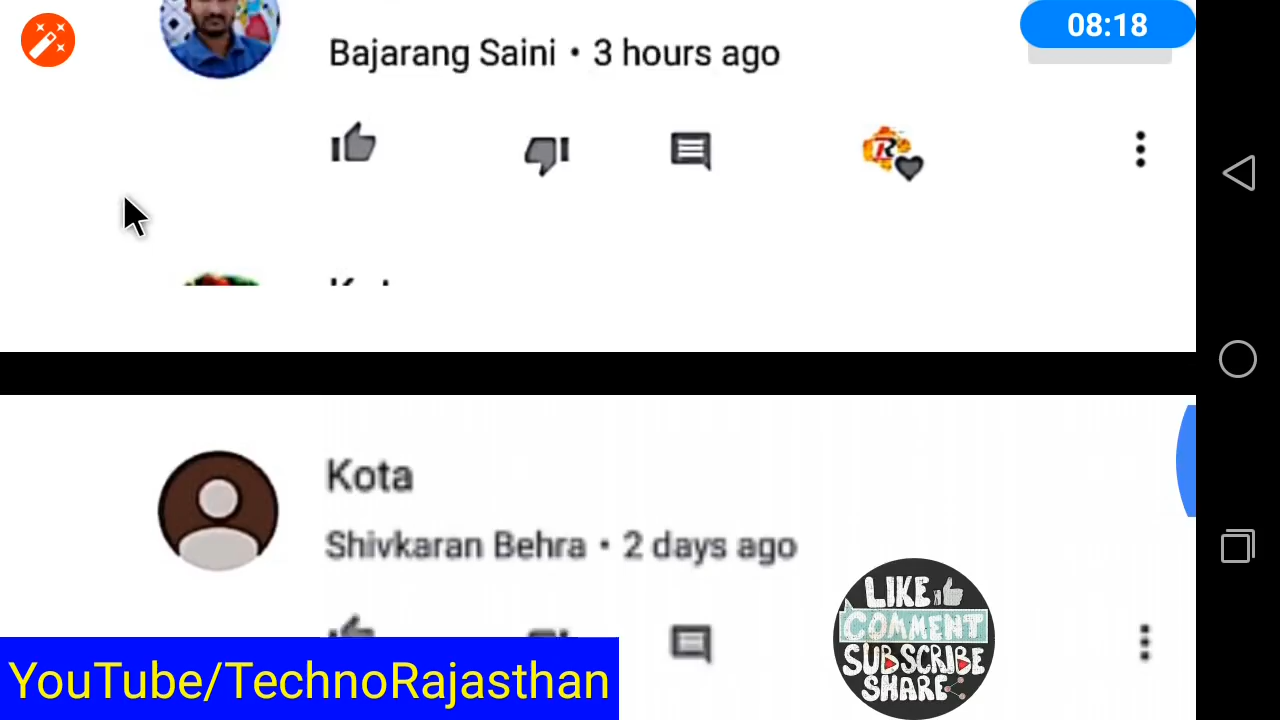 08:18
Bajarang Saini • 3 hours ago
R
Kota
Shivkaran Behra • 2 days ago
LIKE
COMMENT
SUBSCRIBE
SHARE
YouTube/TechnoRajasthan